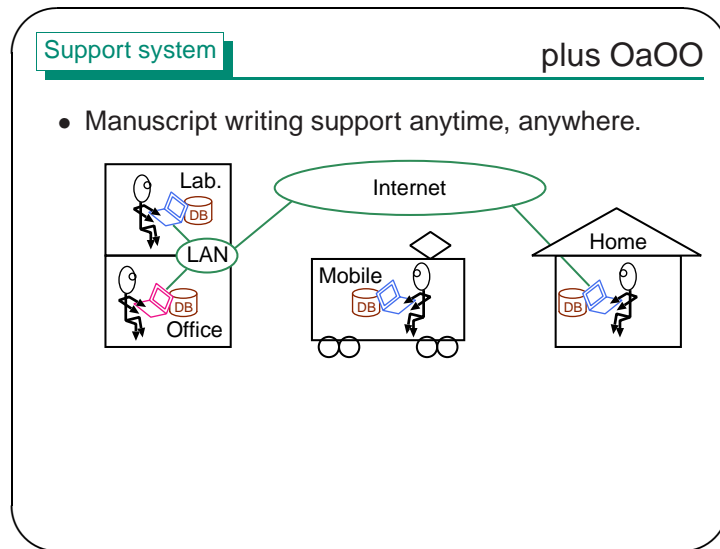 Support system
plus OaOO
• Manuscript writing support anytime, anywhere.
Lab.
DB
Internet
LAN
Home
Mobile
DB
Office
DB
DB